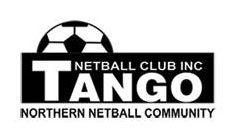 NETBALL CLUB INC
TANGO
NORTHERN NETBALL COMMUNITY